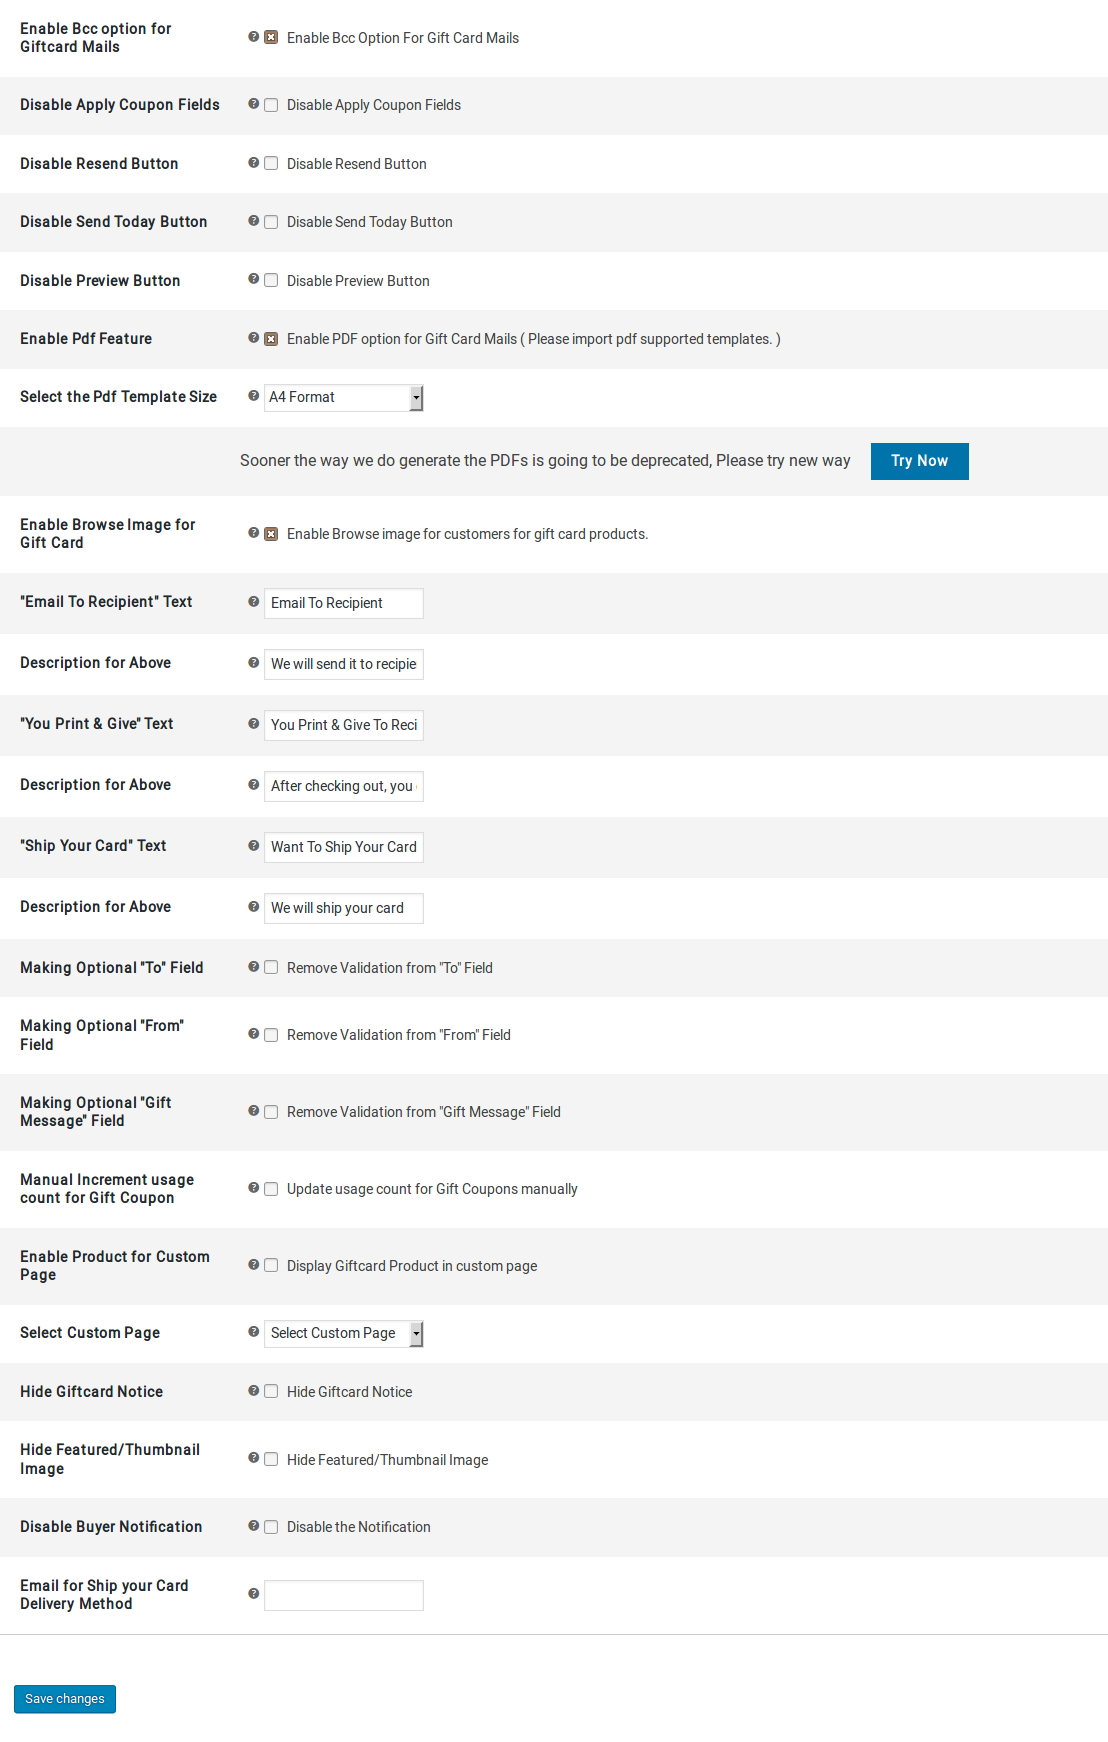 Enable Bcc option for
Giftcard Mails
Enable Bcc Option For Gift Card Mails
Disable Apply Coupon Fields
Disable Apply Coupon Fields
Disable Resend Button
Disable Resend Button
Disable Send Today Button
Disable Send Today Button
Disable Preview Button
Disable Preview Button
Enable Pdf Feature
Enable PDF option for Gift Card Mails ( Please import pdf supported templates. )
Select the Pdf Template Size
A4 Format
Sooner the way we do generate the PDFs is going to be deprecated, Please try new way
Try Now
Enable Browse Image for
Gift Card
Enable Browse image for customers for gift card products.
"Email To Recipient" Text
Email To Recipient
Description for Above
We will send it to recipie
"You Print & Give" Text
You Print & Give To Reci
Description for Above
After checking out, you
"Ship Your Card" Text
Want To Ship Your Card
Description for Above
We will ship your card
Making Optional "To" Field
Remove Validation from "To" Field
Making Optional "From"
Field
Remove Validation from "From" Field
Making Optional "Gift
Message" Field
Remove Validation from "Gift Message" Field
Manual Increment usage
count for Gift Coupon
Update usage count for Gift Coupons manually
Enable Product for Custom
Page
Display Giftcard Product in custom page
Select Custom Page
Select Custom Page
Hide Giftcard Notice
Hide Giftcard Notice
Hide Featured/Thumbnail
Image
Hide Featured/Thumbnail Image
Disable Buyer Notification
Disable the Notification
Email for Ship your Card
Delivery Method
Save changes